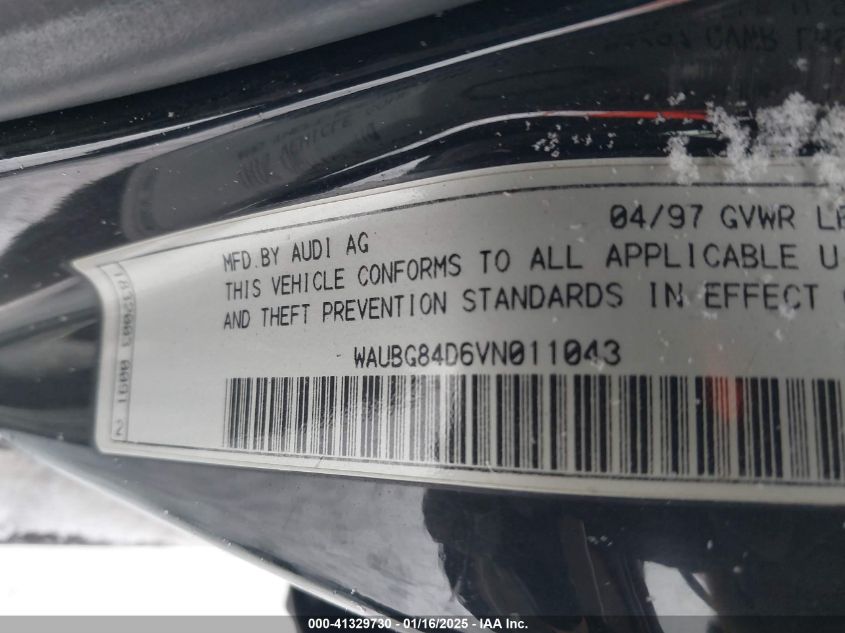 04/97 GVWR
MFD.BY AUDI AG
THIS VEHICLE CONFORMS TO ALL APPLICABLE U
AND THEFT PREVENTION STANDARDS IN EFFECT
WAUBG84D6VN011043
000-41329730 - 01/16/2025 - IAA Inc.